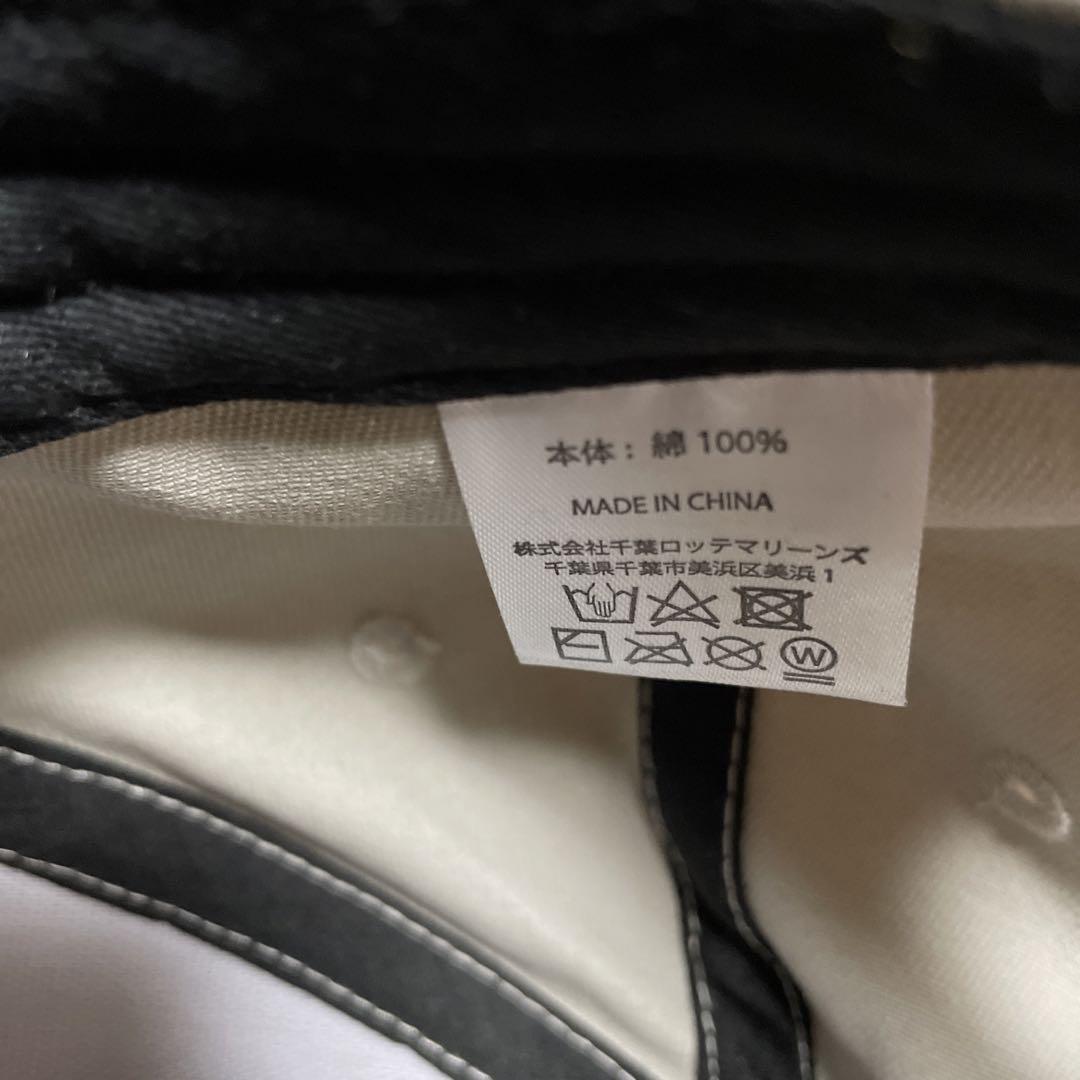 本体：綿 100%
MADE IN CHINA
株式会社千葉ロッテマリーンズ
千葉県千葉市美浜区美浜 1
W